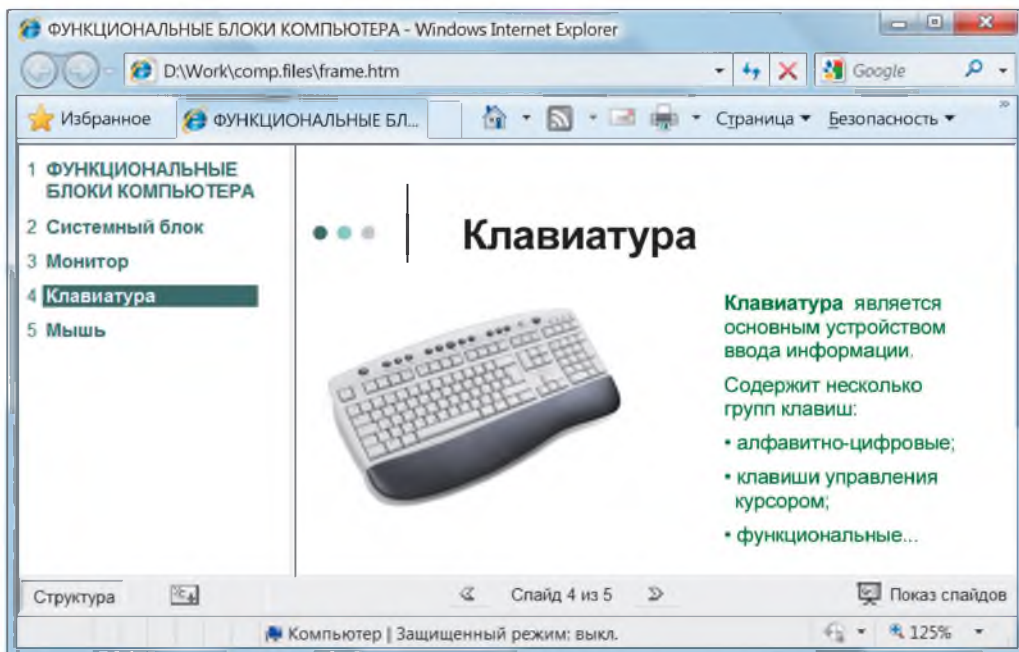 ФУНКЦИОНАЛЬНЫЕ БЛОКИ КОМПЬЮТЕРА - Windows Internet Explorer
D:\Work\comp.files\frame.htm
Google
Избранное
ФУНКЦИОНАЛЬНЫЕ БЛ...
Страница
Безопасность
1 ФУНКЦИОНАЛЬНЫЕ
БЛОКИ КОМПЬЮТЕРА
2 Системный блок
3 Монитор
4 Клавиатура
5 Мышь
Клавиатура
Клавиатура является
основным устройством
ввода информации.
Содержит несколько
групп клавиш:
• алфавитно-цифровые;
• клавиши управления
курсором;
• функциональные...
Структура
Слайд 4 из 5
Показ слайдов
Компьютер | Защищенный режим: выкл.
125%